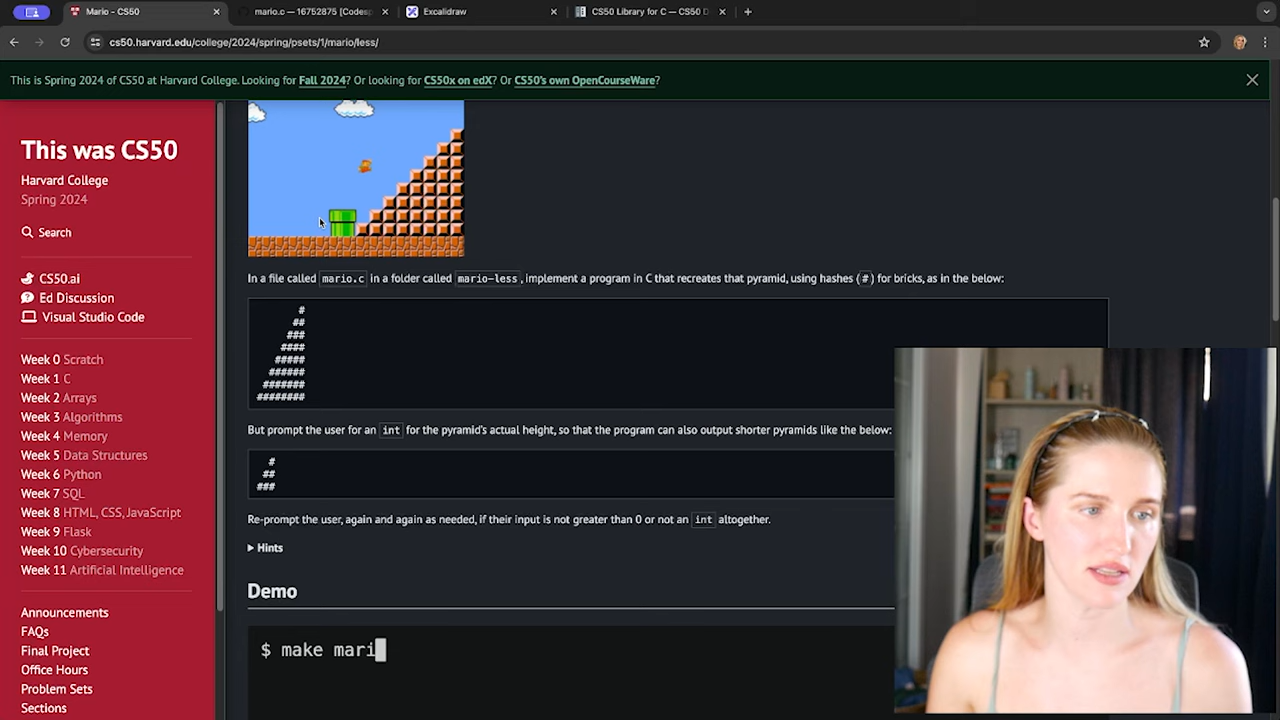 Mario - CS50
mario.c — 16752875 [Codesp
Excalidraw
CS50 Library for C — CS50 D
cs50.harvard.edu/college/2024/spring/psets/1/mario/less/
This is Spring 2024 of CS50 at Harvard College. Looking for Fall 2024? Or looking for CS50x on edX? Or CS50's own OpenCourseWare?
This was CS50
Harvard College
Spring 2024
Search
CS50.ai
Ed Discussion
Visual Studio Code
Week 0 Scratch
Week 1 C
Week 2 Arrays
Week 3 Algorithms
Week 4 Memory
Week 5 Data Structures
Week 6 Python
Week 7 SQL
Week 8 HTML, CSS, JavaScript
Week 9 Flask
Week 10 Cybersecurity
Week 11 Artificial Intelligence
Announcements
FAQs
Final Project
Office Hours
Problem Sets
Sections
In a file called mario.c in a folder called mario-less, implement a program in C that recreates that pyramid, using hashes (#) for bricks, as in the below:
       #
      ##
     ###
    ####
   #####
  ######
 #######
########
But prompt the user for an int for the pyramid's actual height, so that the program can also output shorter pyramids like the below:
  #
 ##
###
Re-prompt the user, again and again as needed, if their input is not greater than 0 or not an int altogether.
Hints
Demo
$ make mari